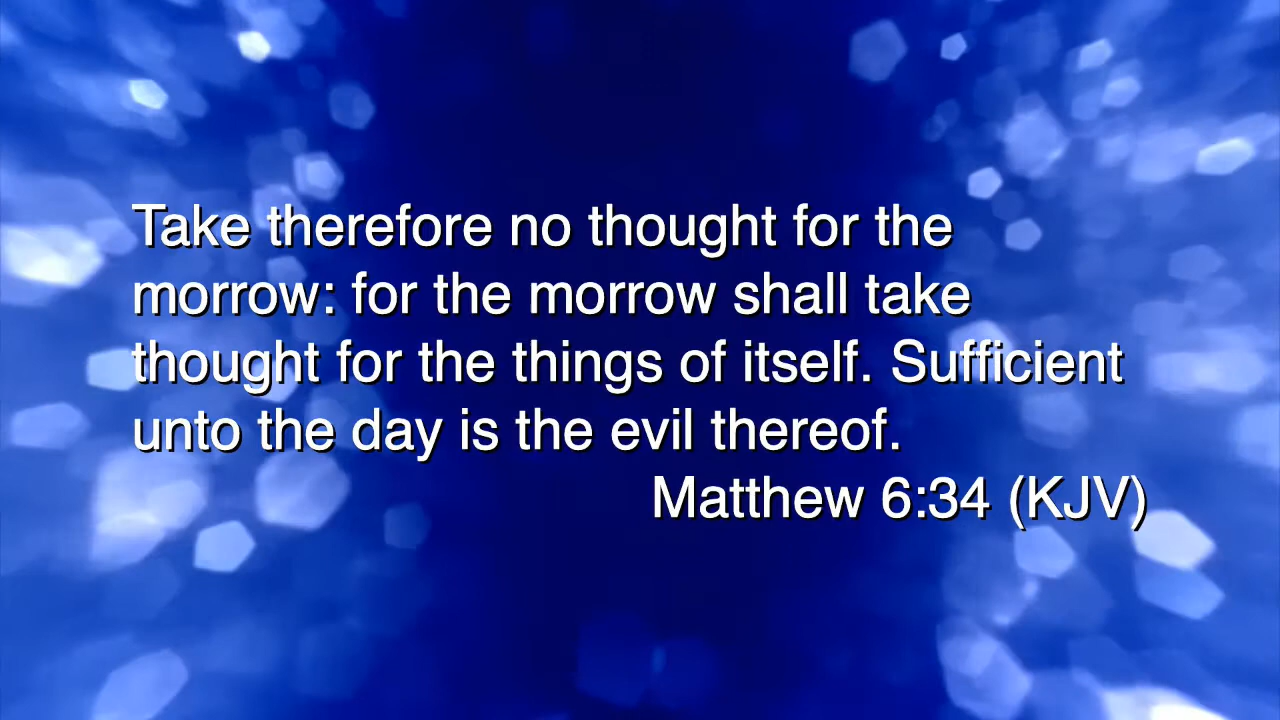 Take therefore no thought for the
morrow: for the morrow shall take
thought for the things of itself. Sufficient
unto the day is the evil thereof.
Matthew 6:34 (KJV)